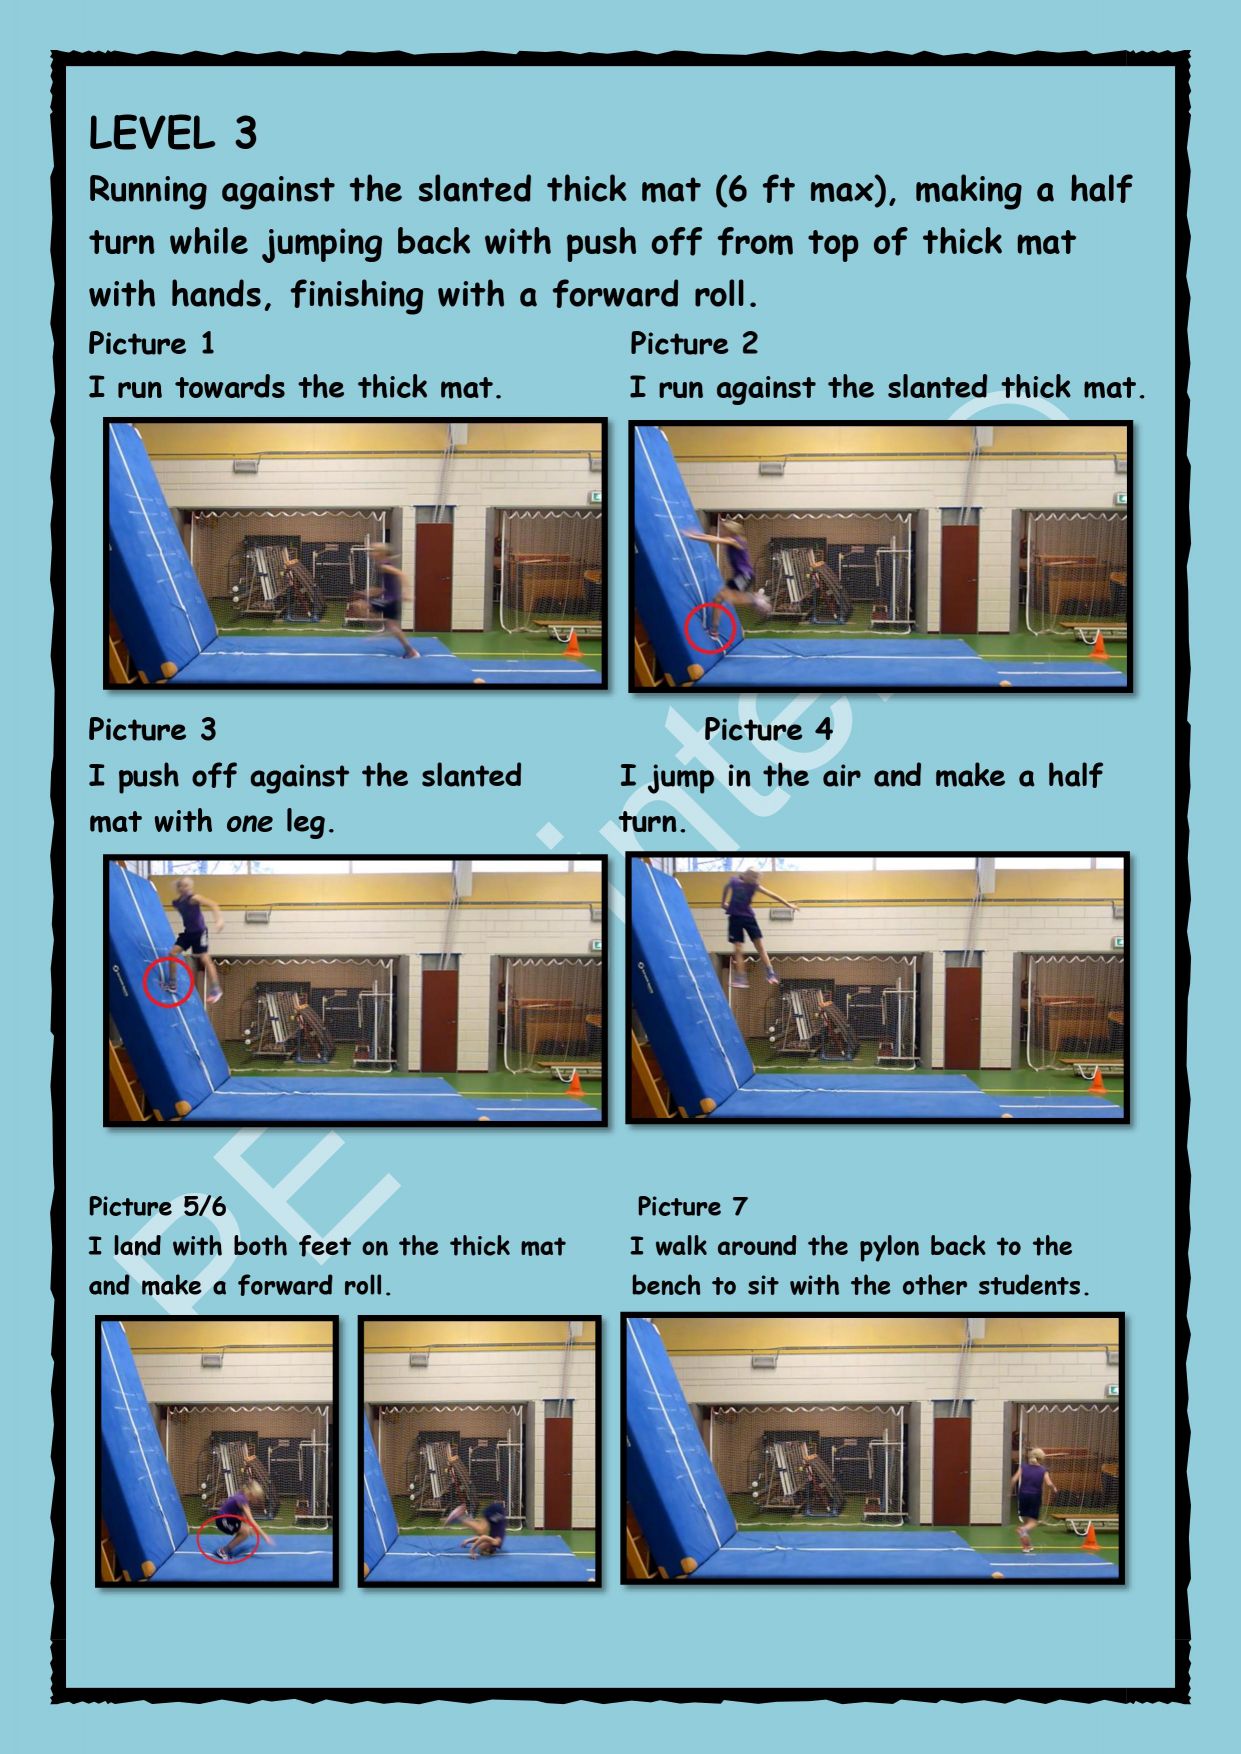 LEVEL 3
Running against the slanted thick mat (6 ft max), making a half
turn while jumping back with push off from top of thick mat
with hands, finishing with a forward roll.
Picture 1
I run towards the thick mat.
Picture 2
I run against the slanted thick mat.
Picture 3
I push off against the slanted
mat with one leg.
Picture 4
I jump in the air and make a half
turn.
Picture 5/6
I land with both feet on the thick mat
and make a forward roll.
Picture 7
I walk around the pylon back to the
bench to sit with the other students.